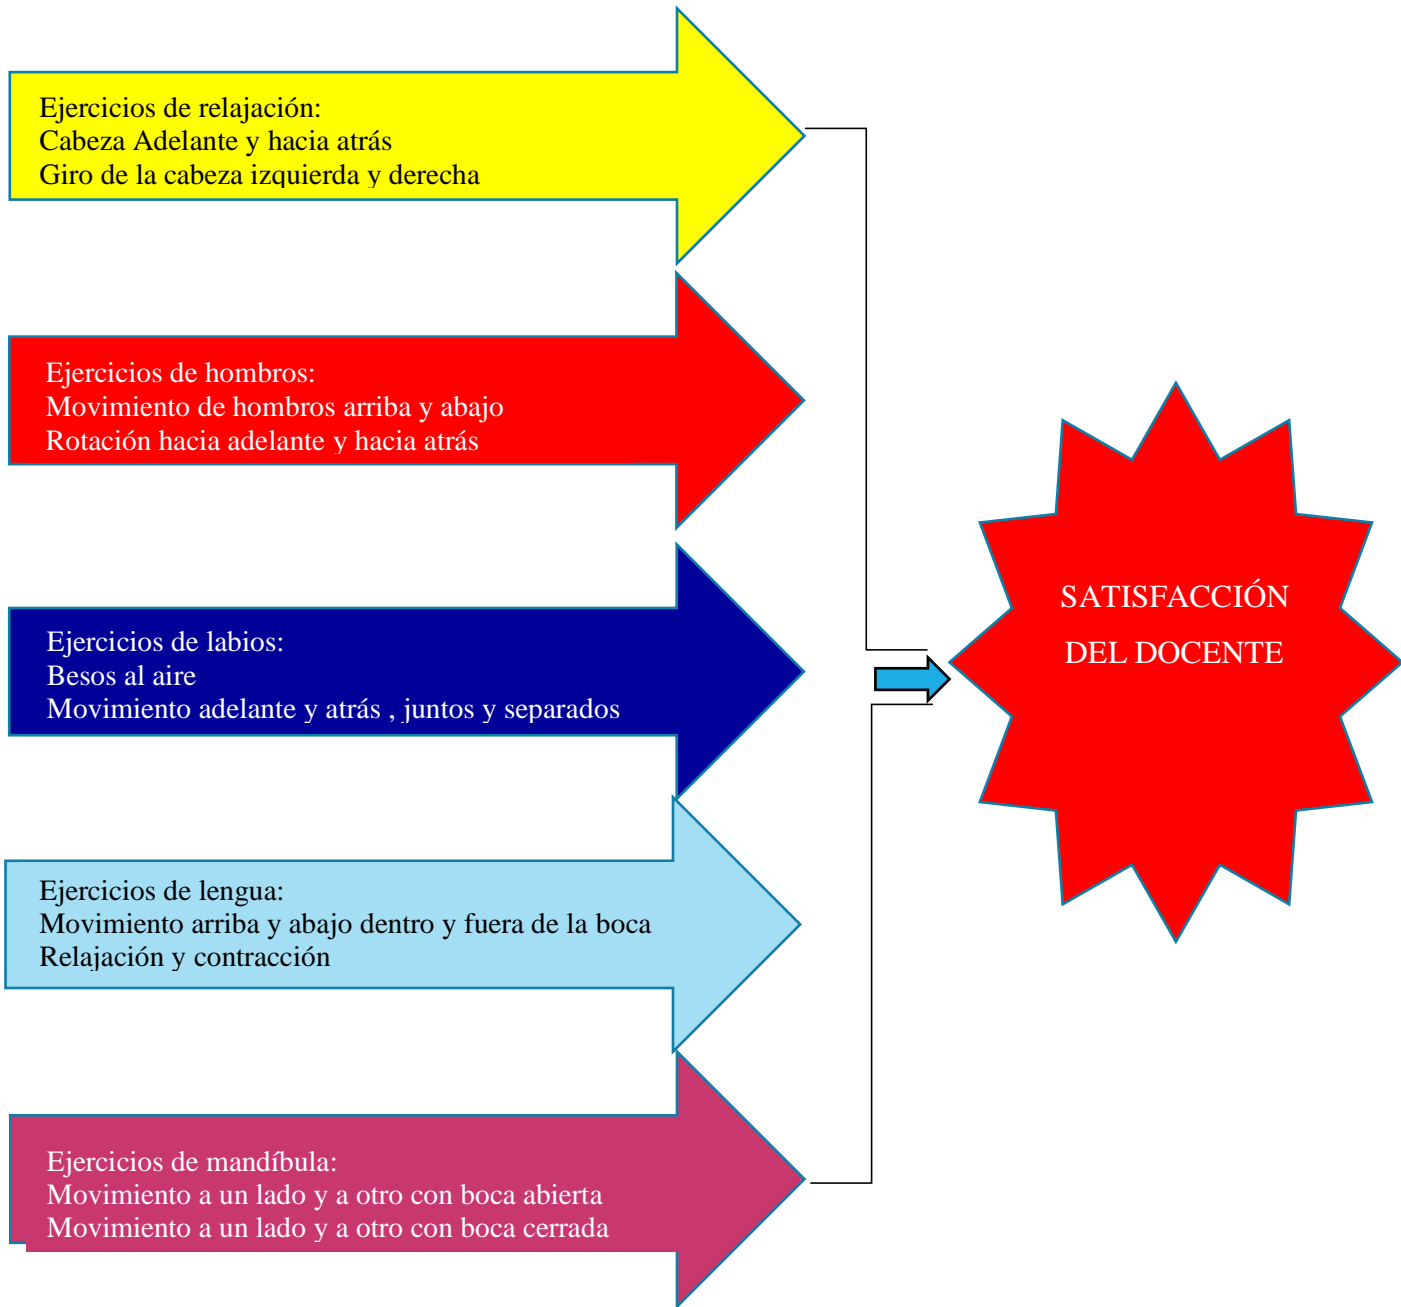 Ejercicios de relajación:
Cabeza Adelante y hacia atrás
Giro de la cabeza izquierda y derecha
Ejercicios de hombros:
Movimiento de hombros arriba y abajo
Rotación hacia adelante y hacia atrás
Ejercicios de labios:
Besos al aire
Movimiento adelante y atrás , juntos y separados
Ejercicios de lengua:
Movimiento arriba y abajo dentro y fuera de la boca
Relajación y contracción
Ejercicios de mandíbula:
Movimiento a un lado y a otro con boca abierta
Movimiento a un lado y a otro con boca cerrada
SATISFACCIÓN
DEL DOCENTE